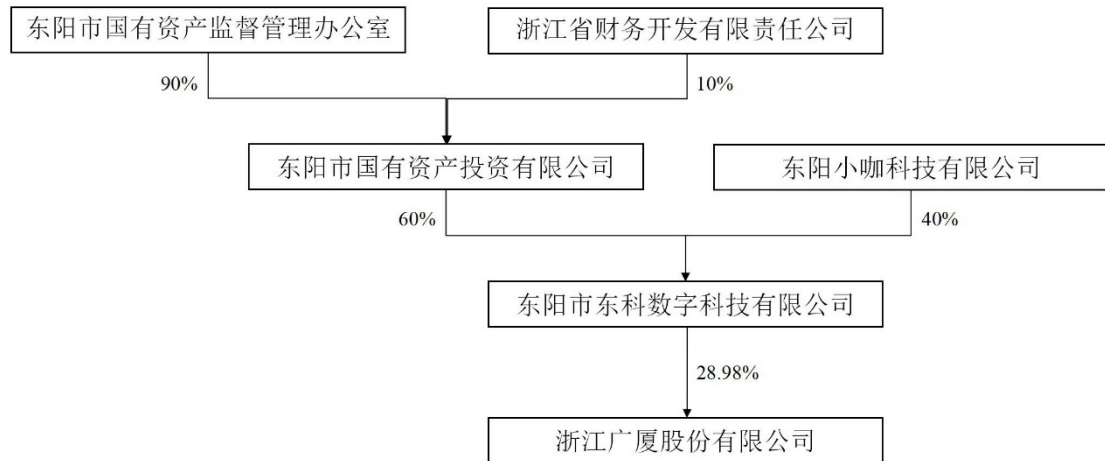 东阳市国有资产监督管理办公室
浙江省财务开发有限责任公司
90%
10%
东阳市国有资产投资有限公司
东阳小咖科技有限公司
60%
40%
东阳市东科数字科技有限公司
28.98%
浙江广厦股份有限公司